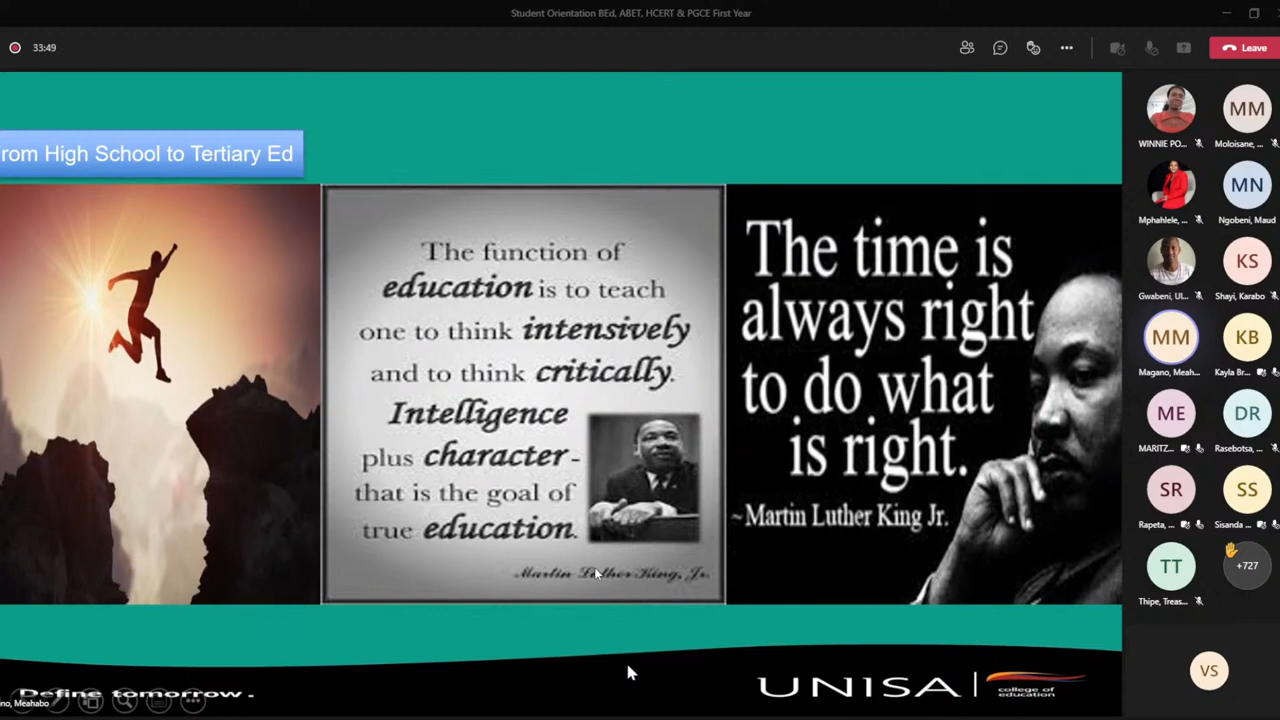 Student Orientation BEd, ABET, HCERT & PGCE First Year
33:49
Leave
rom High School to Tertiary Ed
The function of
education is to teach
one to think intensively
and to think critically.
Intelligence
plus character-
that is the goal of
true education.
Martin Luther King, Jr.
The time is
always right
to do what
is right.
~Martin Luther King Jr.
WINNIE PO...
MM
Moloisane, ...
Mphahlele, ...
MN
Ngobeni, Maud
Gwabeni, Ul...
KS
Shayi, Karabo
MM
Magano, Meah...
KB
Kayla Br...
ME
MARITZ...
DR
Rasebotsa, ...
SR
Rapeta, ...
SS
Sisanda ...
TT
Thipe, Treas...
+727
VS
Define tomorrow.
no, Meahabo
UNISA
college of
education